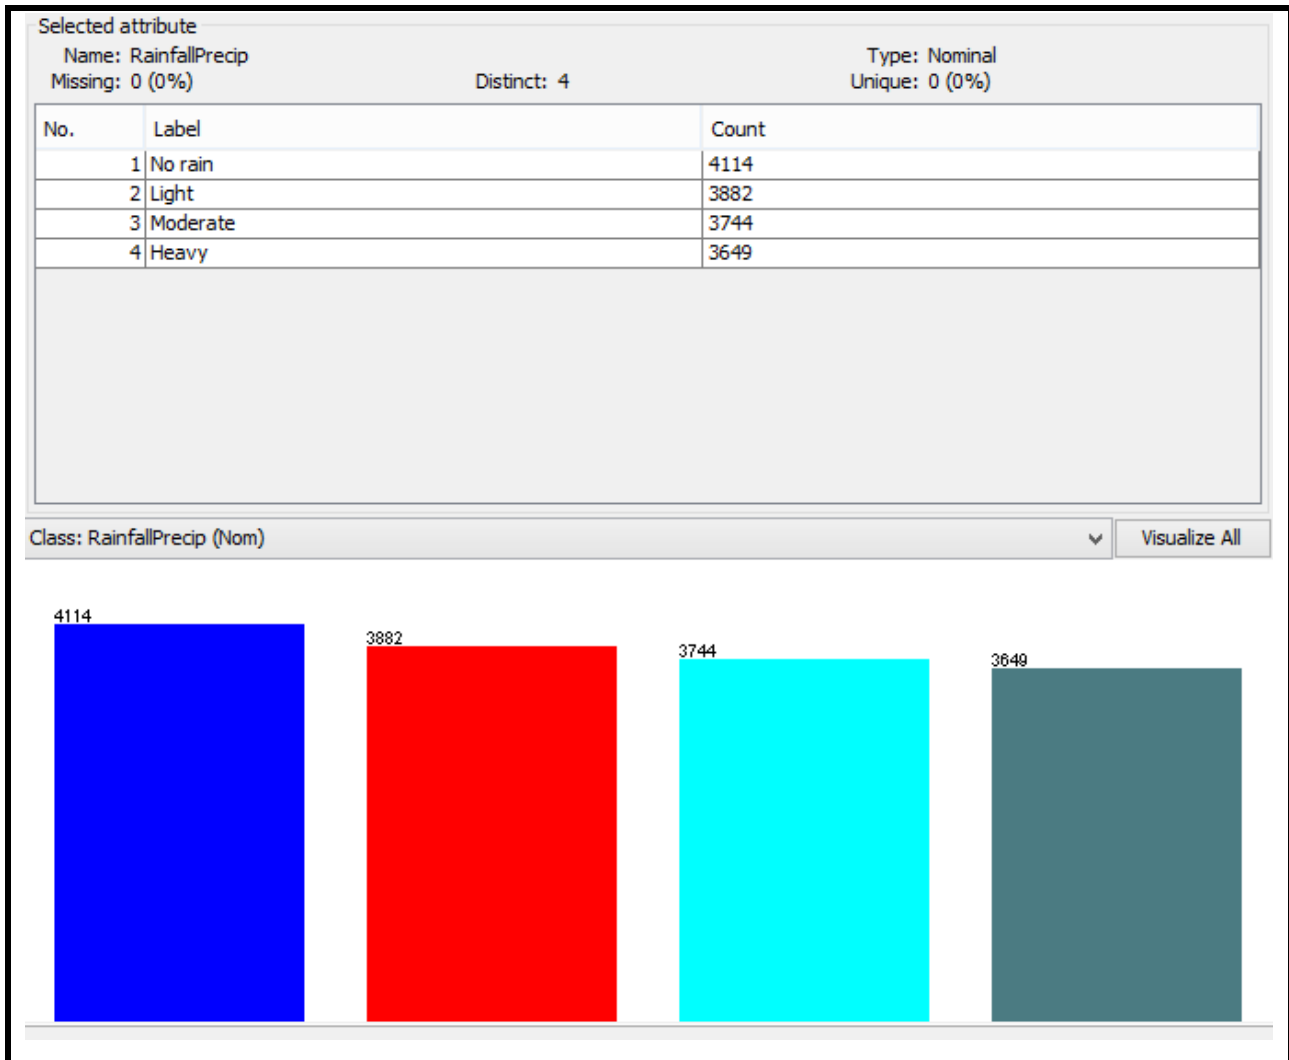 Selected attribute
Name: RainfallPrecip Type: Nominal
Missing: 0 (0%) Distinct: 4 Unique: 0 (0%)
No. Label Count
1 No rain 4114
2 Light 3882
3 Moderate 3744
4 Heavy 3649
Class: RainfallPrecip (Nom) Visualize All
4114
3882
3744
3649